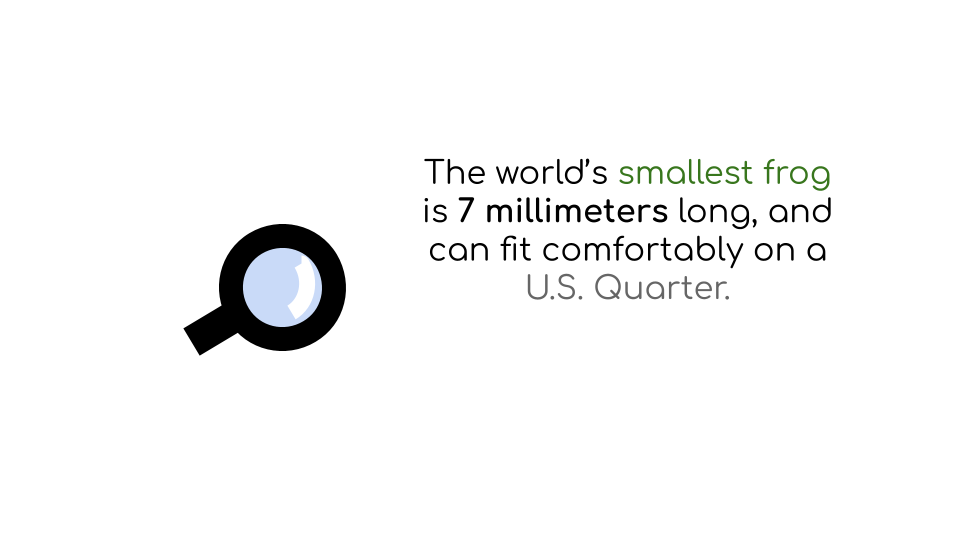 The world’s smallest frog
is 7 millimeters long, and
can fit comfortably on a
U.S. Quarter.